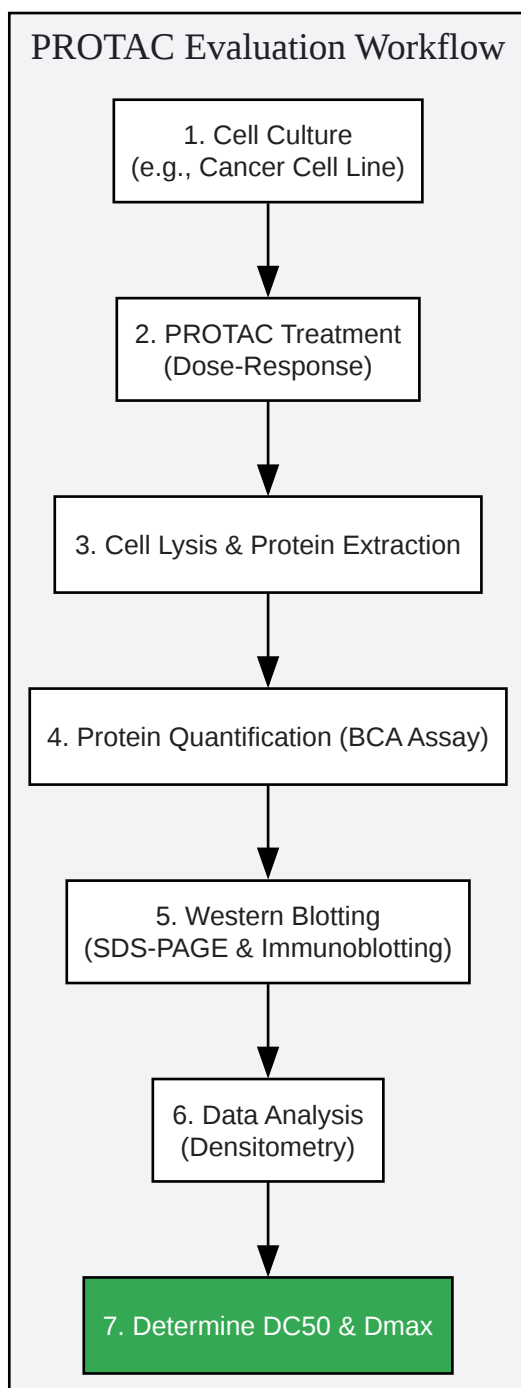 PROTAC Evaluation Workflow
1. Cell Culture
(e.g., Cancer Cell Line)
2. PROTAC Treatment
(Dose-Response)
3. Cell Lysis & Protein Extraction
4. Protein Quantification (BCA Assay)
5. Western Blotting
(SDS-PAGE & Immunoblotting)
6. Data Analysis
(Densitometry)
7. Determine DC50 & Dmax